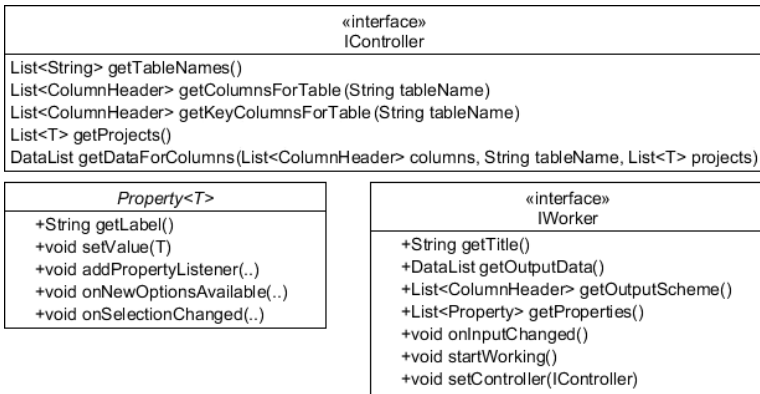 «interface»
IController
List<String> getTableNames()
List<ColumnHeader> getColumnsForTable(String tableName)
List<ColumnHeader> getKeyColumnsForTable(String tableName)
List<T> getProjects()
DataList getDataForColumns(List<ColumnHeader> columns, String tableName, List<T> projects)
Property<T>
+String getLabel()
+void setValue(T)
+void addPropertyListener(..)
+void onNewOptionsAvailable(..)
+void onSelectionChanged(..)
«interface»
IWorker
+String getTitle()
+DataList getOutputData()
+List<ColumnHeader> getOutputScheme()
+List<Property> getProperties()
+void onInputChanged()
+void startWorking()
+void setController(IController)